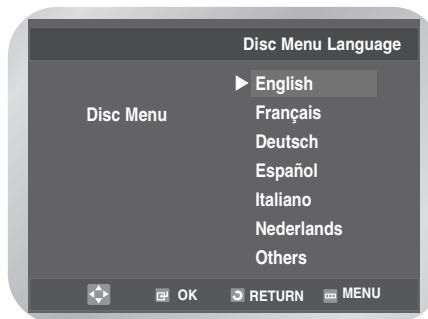 Disc Menu Language
English
Disc Menu
Français
Deutsch
Español
Italiano
Nederlands
Others
OK RETURN MENU